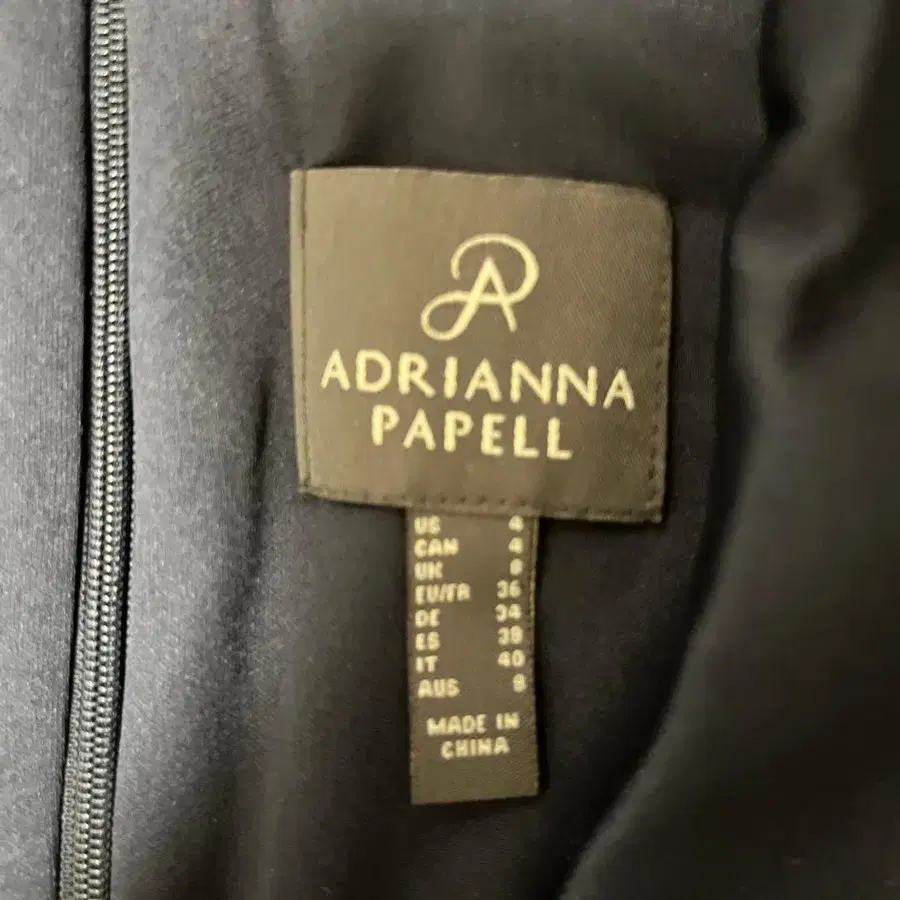 AP
ADRIANNA
PAPELL
US 4
CAN 4
UK 8
EU/FR 36
DE 34
ES 38
IT 40
AUS 8
MADE IN
CHINA